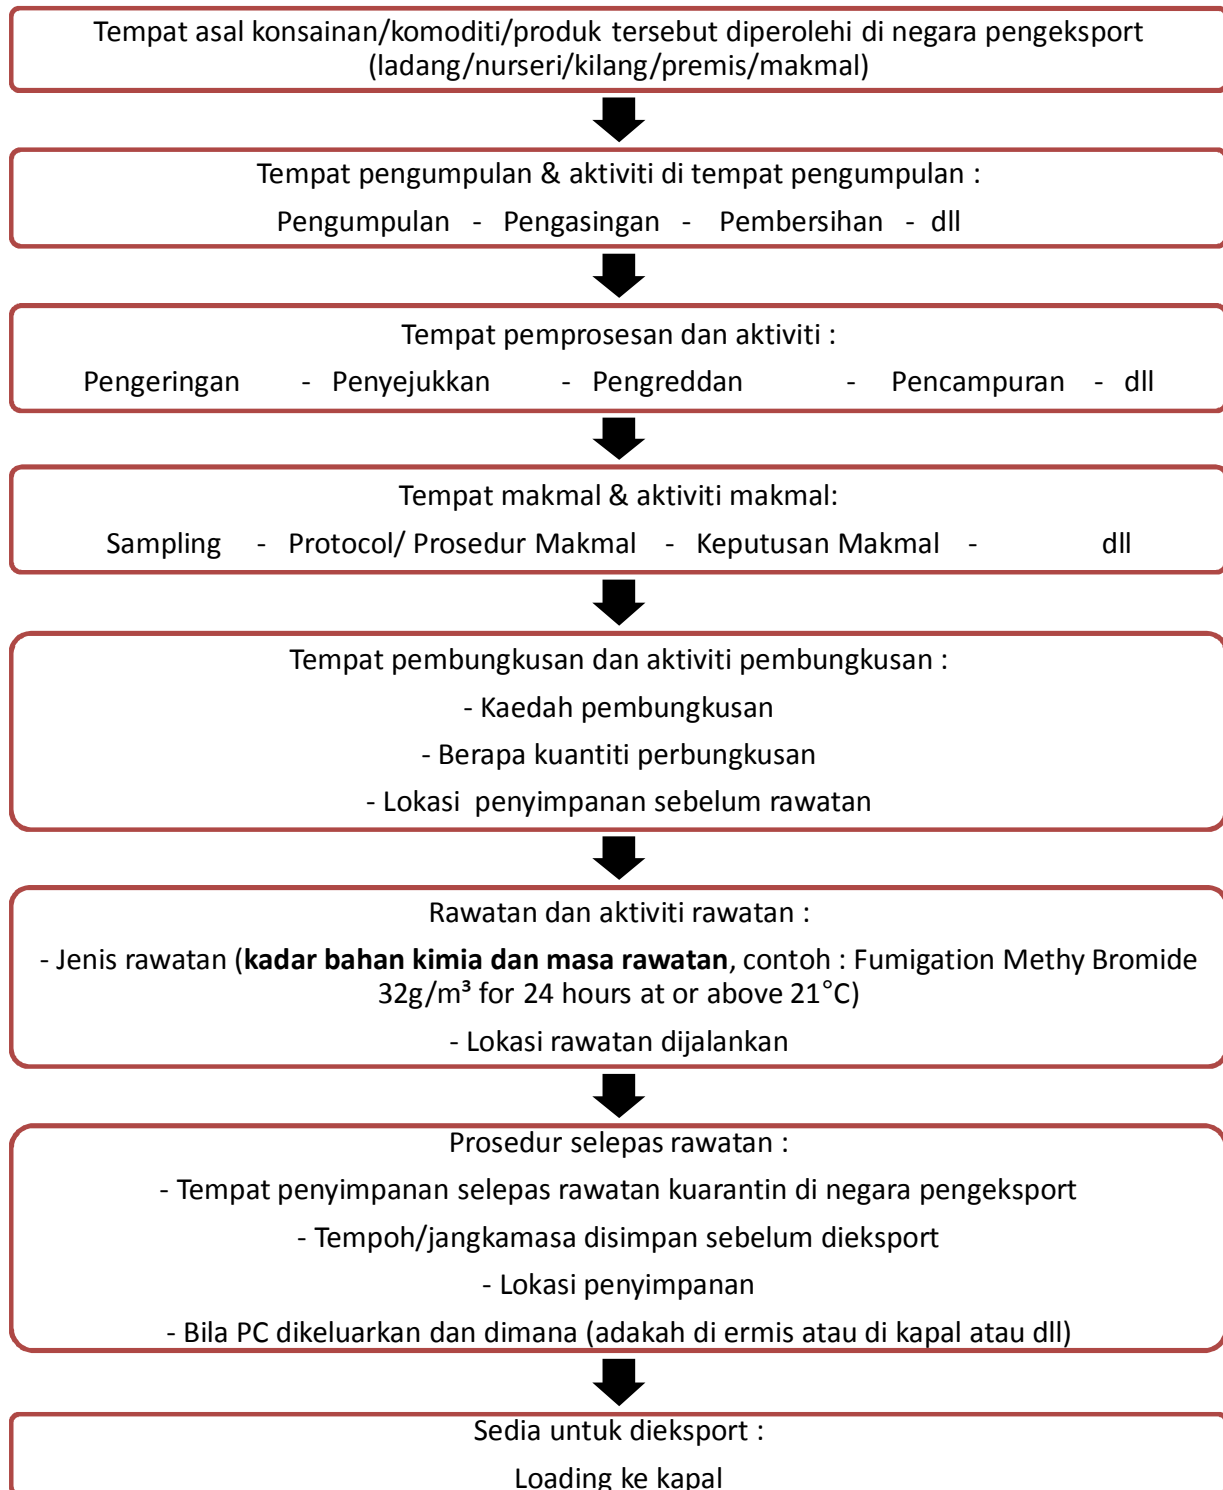 Tempat asal konsainan/komoditi/produk tersebut diperolehi di negara pengeksport
(ladang/nurseri/kilang/premis/makmal)
Tempat pengumpulan & aktiviti di tempat pengumpulan :
Pengumpulan - Pengasingan - Pembersihan - dll
Tempat pemprosesan dan aktiviti :
Pengeringan - Penyejukkan - Pengreddan - Pencampuran - dll
Tempat makmal & aktiviti makmal:
Sampling - Protocol/ Prosedur Makmal - Keputusan Makmal - dll
Tempat pembungkusan dan aktiviti pembungkusan :
- Kaedah pembungkusan
- Berapa kuantiti perbungkusan
- Lokasi penyimpanan sebelum rawatan
Rawatan dan aktiviti rawatan :
- Jenis rawatan (kadar bahan kimia dan masa rawatan, contoh : Fumigation Methy Bromide
32g/m³ for 24 hours at or above 21°C)
- Lokasi rawatan dijalankan
Prosedur selepas rawatan :
- Tempat penyimpanan selepas rawatan kuarantin di negara pengeksport
- Tempoh/jangkamasa disimpan sebelum dieksport
- Lokasi penyimpanan
- Bila PC dikeluarkan dan dimana (adakah di ermis atau di kapal atau dll)
Sedia untuk dieksport :
Loading ke kapal